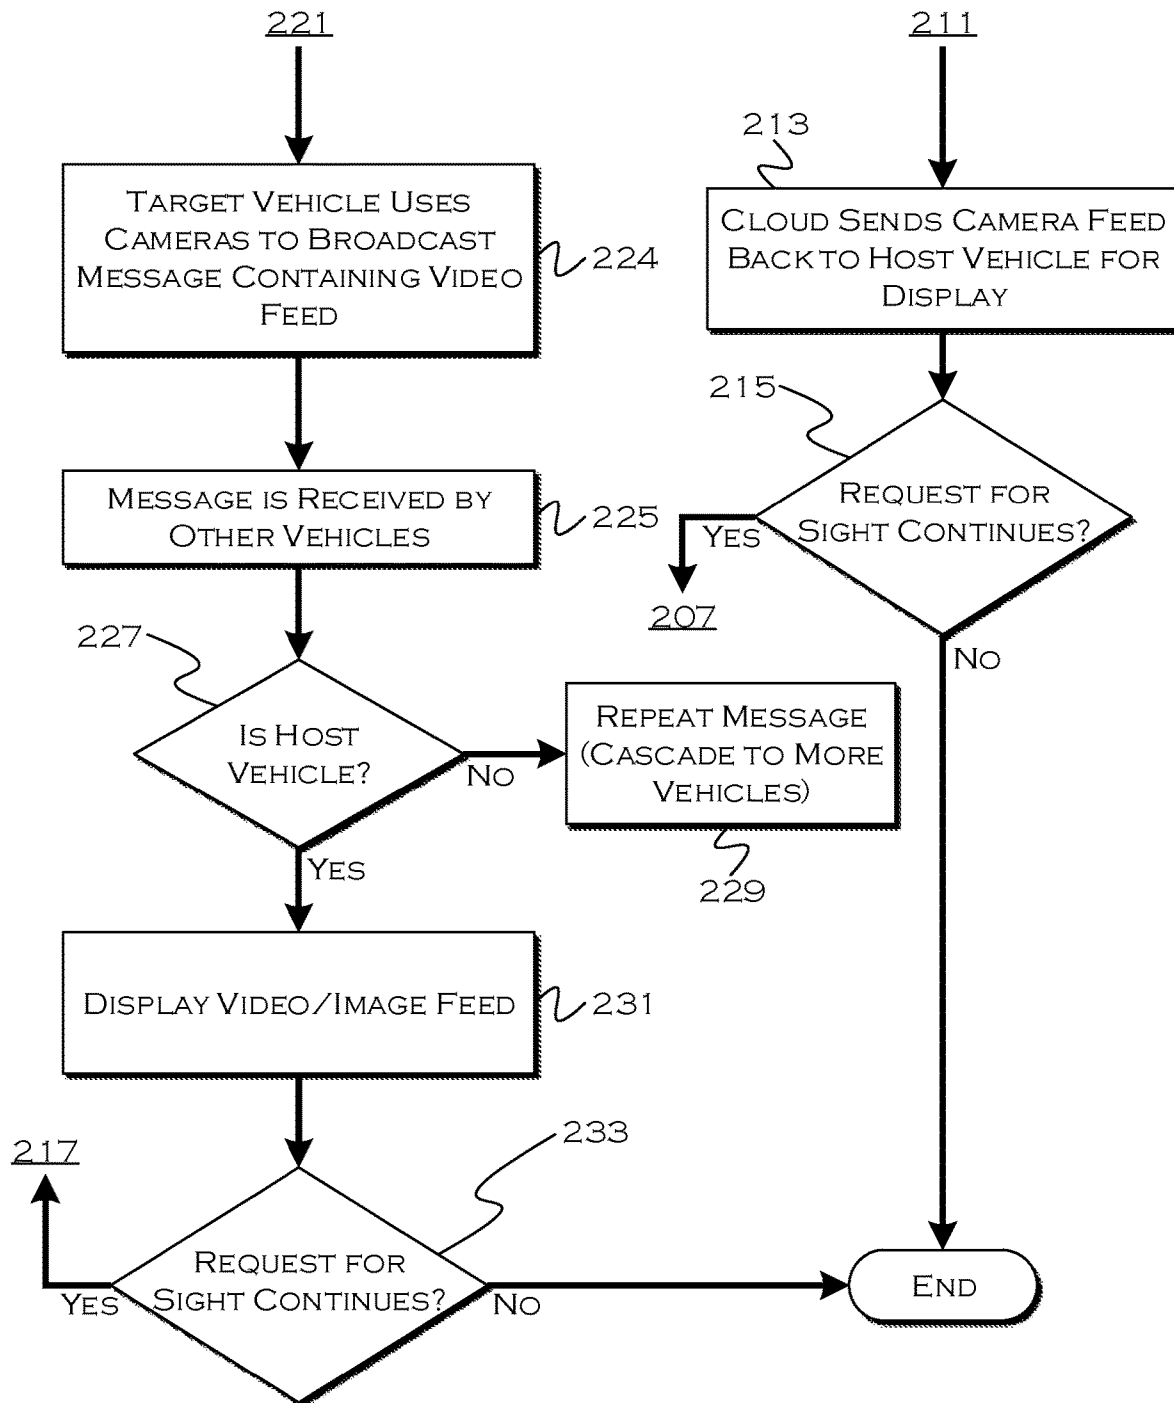 221
Target Vehicle Uses
Cameras to Broadcast
Message Containing Video
Feed
224
Message is Received by
Other Vehicles
225
227
Is Host
Vehicle?
No
Yes
Repeat Message
(Cascade to More
Vehicles)
229
Display Video/Image Feed
231
233
217
Request for
Sight Continues?
Yes
No
211
213
Cloud Sends Camera Feed
Back to Host Vehicle for
Display
215
Request for
Sight Continues?
Yes
207
No
End